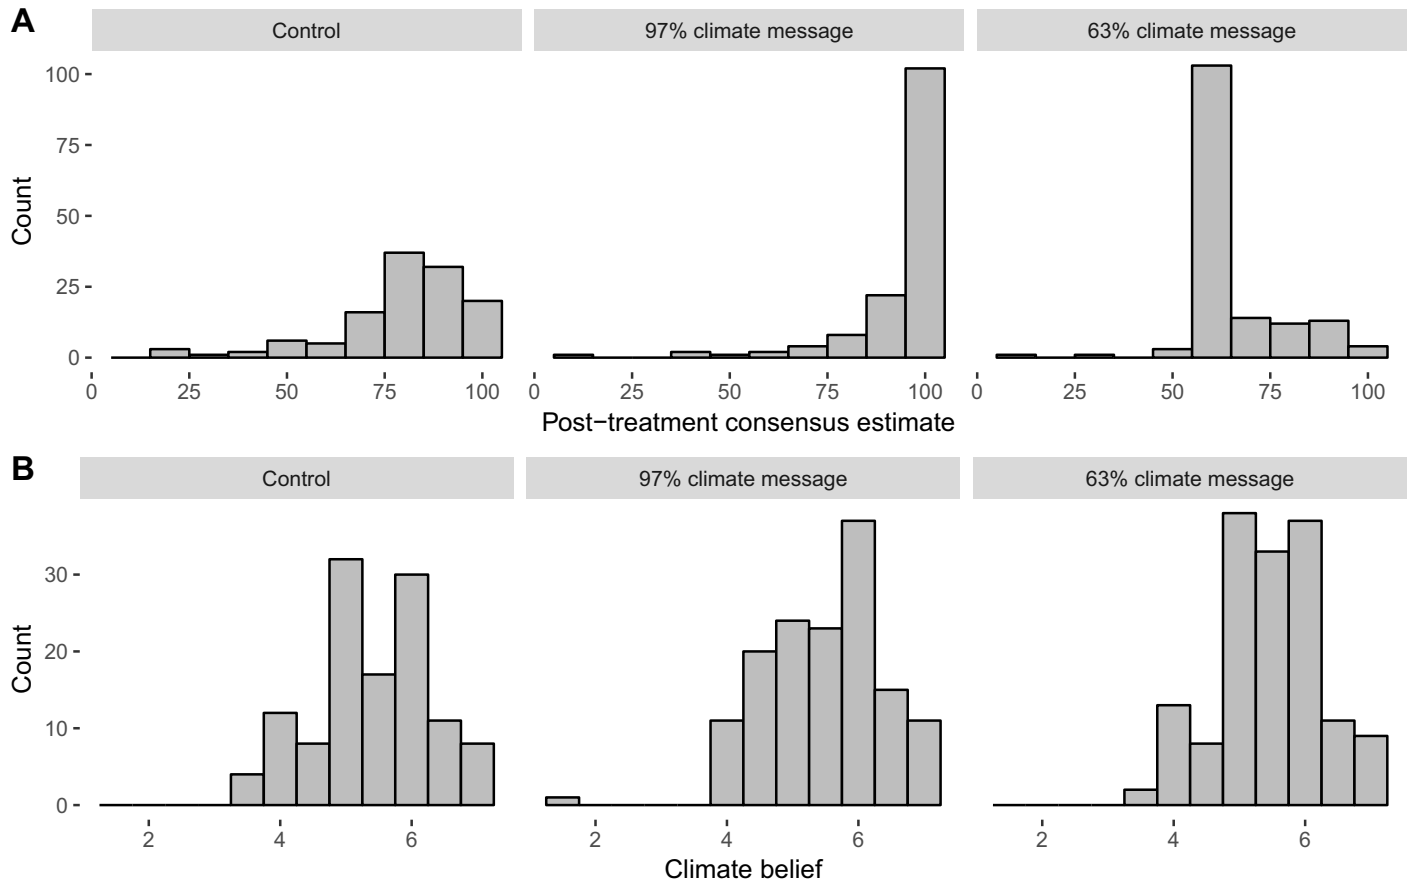 A
Control
97% climate message
63% climate message
100
75
50
25
0
Count
0 25 50 75 100
0 25 50 75 100
0 25 50 75 100
Post−treatment consensus estimate
B
Control
97% climate message
63% climate message
30
20
10
0
Count
2 4 6
2 4 6
2 4 6
Climate belief